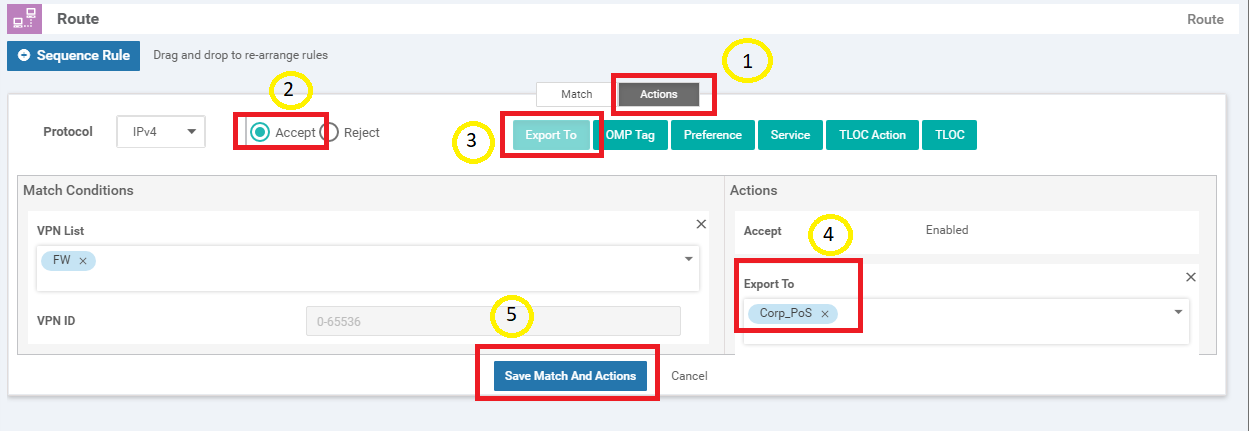 Route
Route
Sequence Rule
Drag and drop to re-arrange rules
1
2
Match
Actions
Protocol
IPv4
Accept
Reject
3
Export To
OMP Tag
Preference
Service
TLOC Action
TLOC
Match Conditions
Actions
VPN List
FW
Accept
4
Enabled
Export To
Corp_PoS
VPN ID
0-65536
5
Save Match And Actions
Cancel